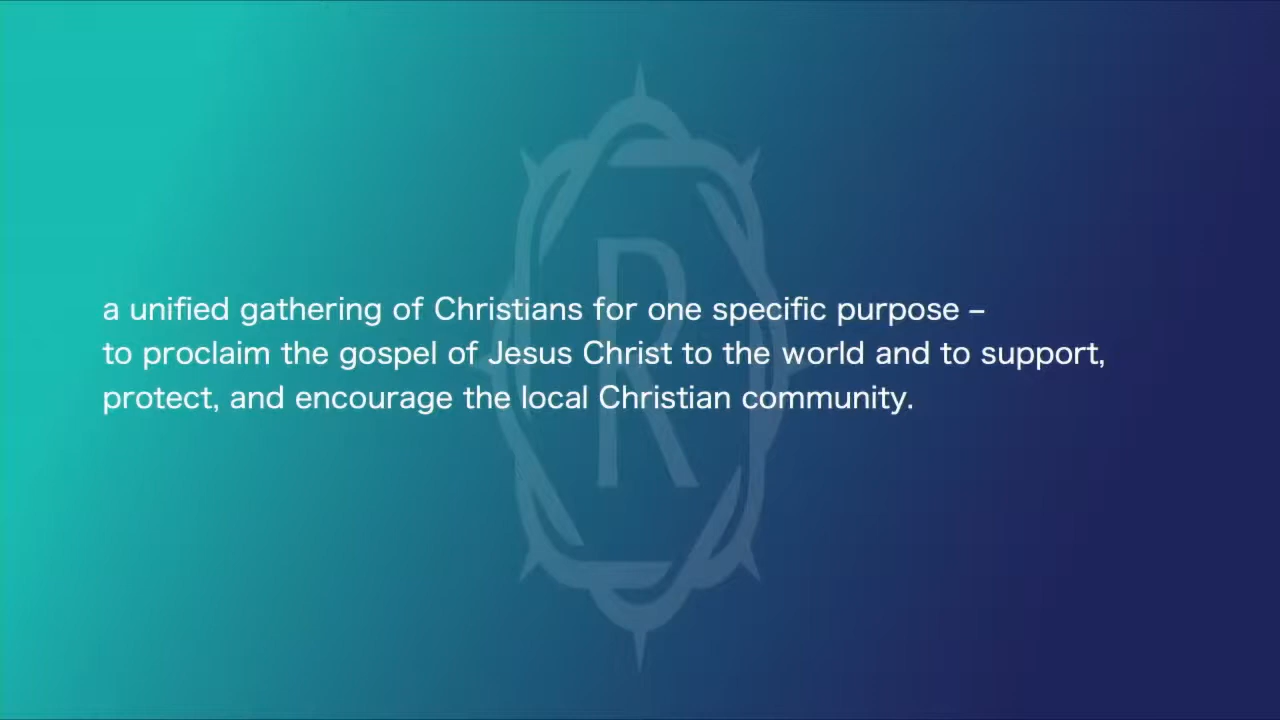 R
a unified gathering of Christians for one specific purpose –
to proclaim the gospel of Jesus Christ to the world and to support,
protect, and encourage the local Christian community.